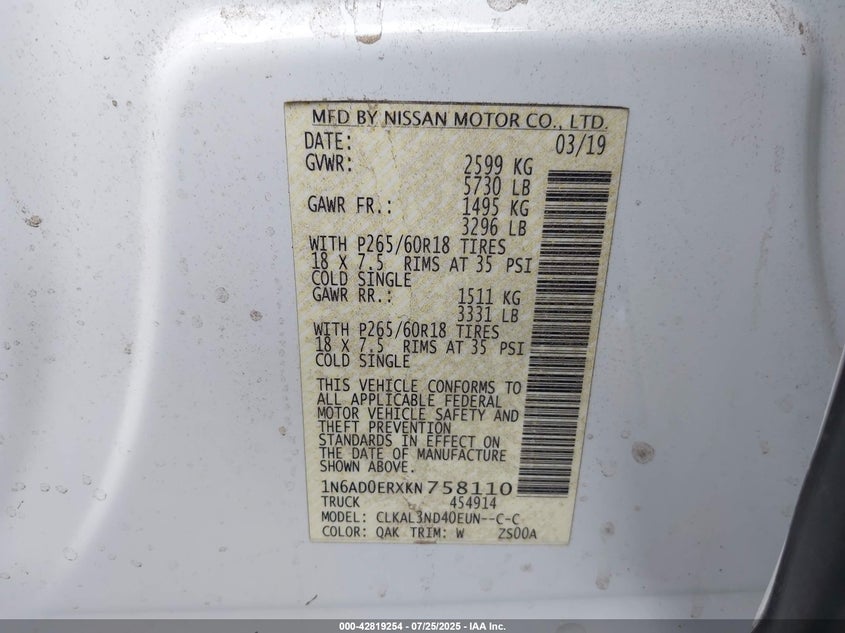 MFD BY NISSAN MOTOR CO., LTD.
DATE: 03/19
GVWR: 2599 KG
5730 LB
GAWR FR.: 1495 KG
3296 LB
WITH P265/60R18 TIRES
18 X 7.5 RIMS AT 35 PSI
COLD SINGLE
GAWR RR.: 1511 KG
3331 LB
WITH P265/60R18 TIRES
18 X 7.5 RIMS AT 35 PSI
COLD SINGLE
THIS VEHICLE CONFORMS TO
ALL APPLICABLE FEDERAL
MOTOR VEHICLE SAFETY AND
THEFT PREVENTION
STANDARDS IN EFFECT ON
THE DATE OF MANUFACTURE
SHOWN ABOVE.
1N6AD0ERXKN758110
TRUCK 454914
MODEL: CLKAL3ND40EUN--C-C
COLOR: QAK TRIM: W ZS00A
000-42819254 - 07/25/2025 - IAA Inc.